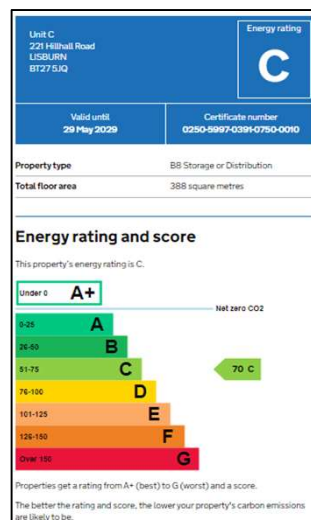 Unit C
221 Hillhall Road
LISBURN
BT27 5JQ
Energy rating
C
Valid until
29 May 2029
Certificate number
0250-5997-0391-0750-0010
Property type
B8 Storage or Distribution
Total floor area
388 square metres
Energy rating and score
This property's energy rating is C.
Under 0 A+
Net zero CO2
0-25 A
26-50 B
51-75 C
70 C
76-100 D
101-125 E
126-150 F
Over 150 G
Properties get a rating from A+ (best) to G (worst) and a score.
The better the rating and score, the lower your property's carbon emissions
are likely to be.